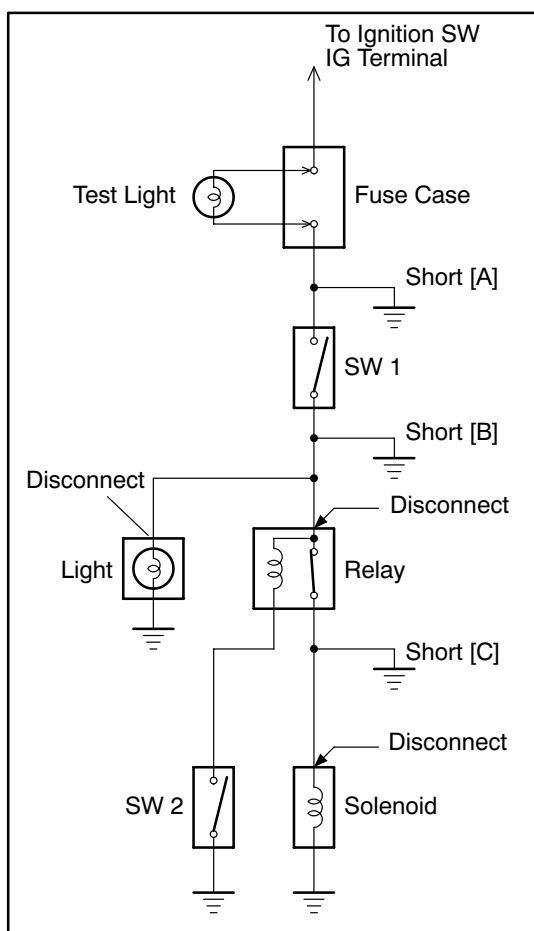 To Ignition SW
IG Terminal
Test Light
Fuse Case
Short [A]
SW 1
Short [B]
Disconnect
Disconnect
Light
Relay
Short [C]
Disconnect
SW 2
Solenoid